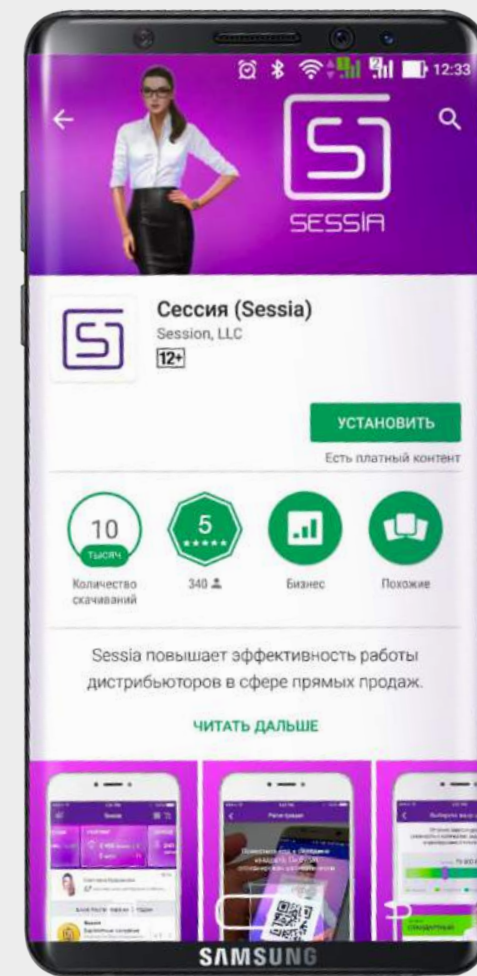 12:33
SESSIA
Сессия (Sessia)
Session, LLC
12+
УСТАНОВИТЬ
Есть платный контент
10
ТЫСЯЧ
5
Количество
скачиваний
340
Бизнес
Похожие
Sessia повышает эффективность работы
дистрибьюторов в сфере прямых продаж.
ЧИТАТЬ ДАЛЬШЕ
Sessia
Регистрация
СТАНДАРТНЫЙ
SAMSUNG